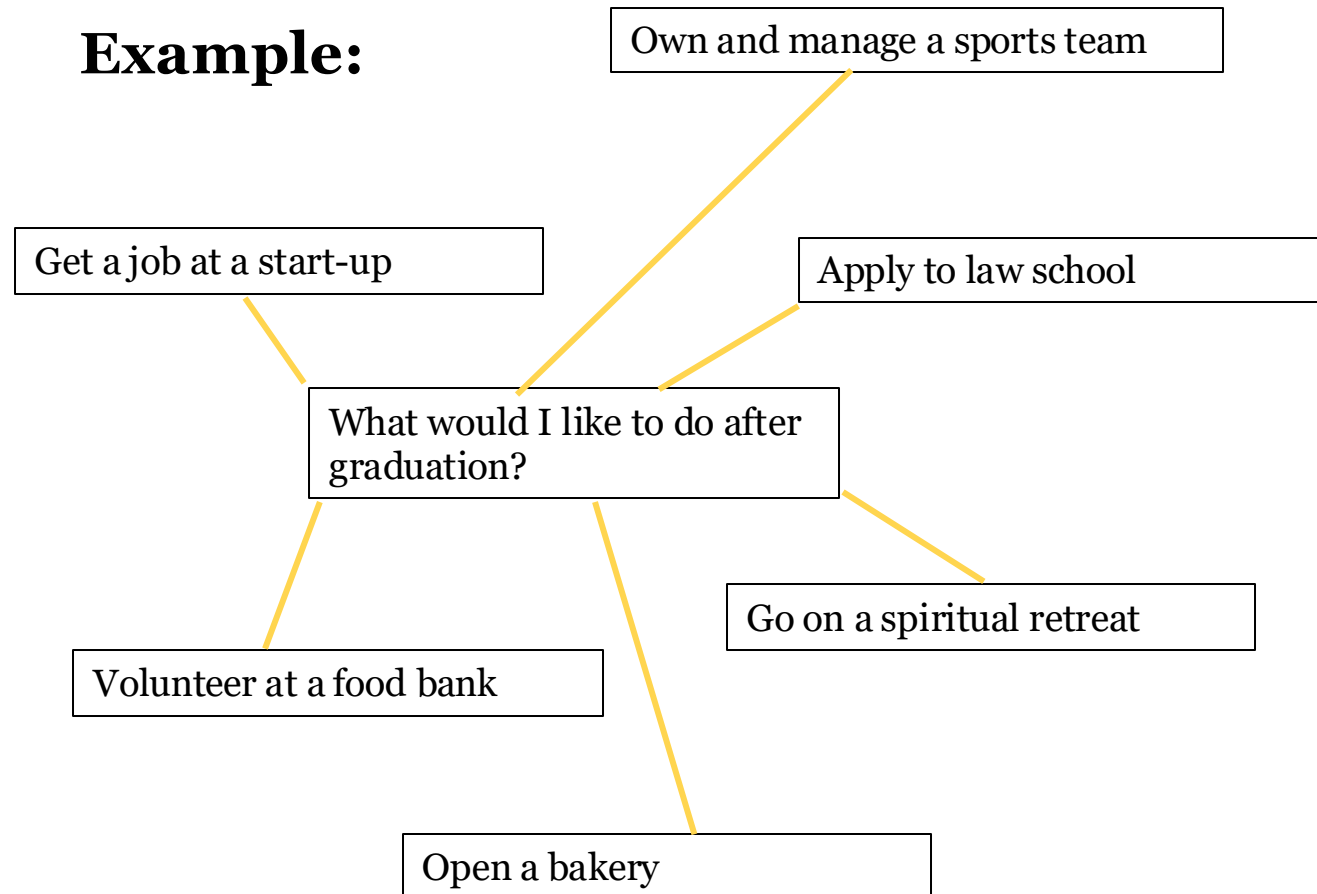 Example:
Own and manage a sports team
Get a job at a start-up
Apply to law school
What would I like to do after
graduation?
Go on a spiritual retreat
Volunteer at a food bank
Open a bakery